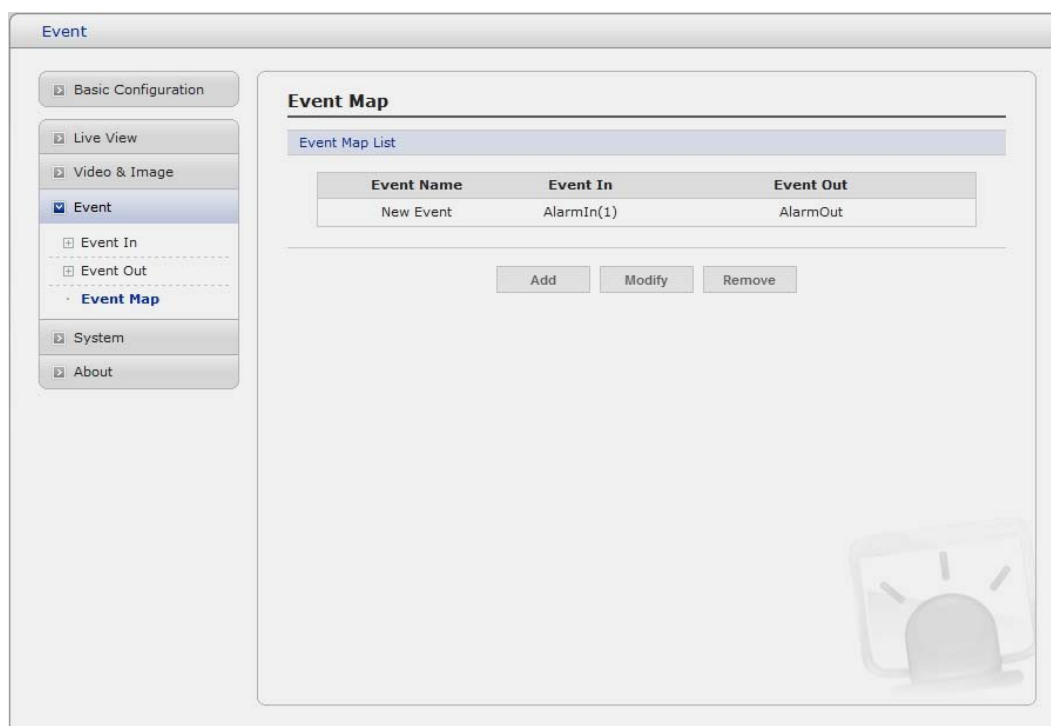 Event
Basic Configuration
Live View
Video & Image
Event
Event In
Event Out
Event Map
System
About
Event Map
Event Map List
Event Name Event In Event Out
New Event AlarmIn(1) AlarmOut
Add Modify Remove